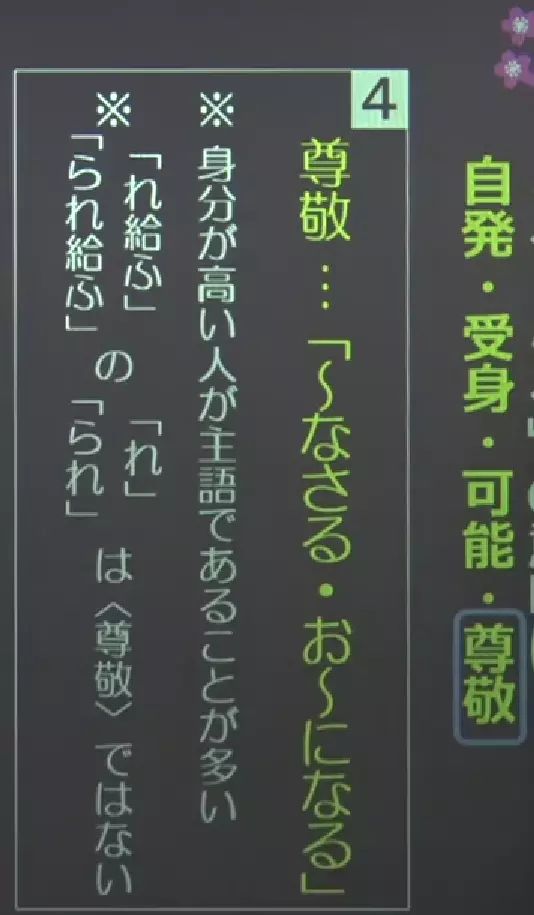 自発・受身・可能・尊敬
4
尊敬…「〜なさる・お〜になる」
※身分が高い人が主語であることが多い
※「れ給ふ」「られ給ふ」の「れ」「られ」は〈尊敬〉ではない